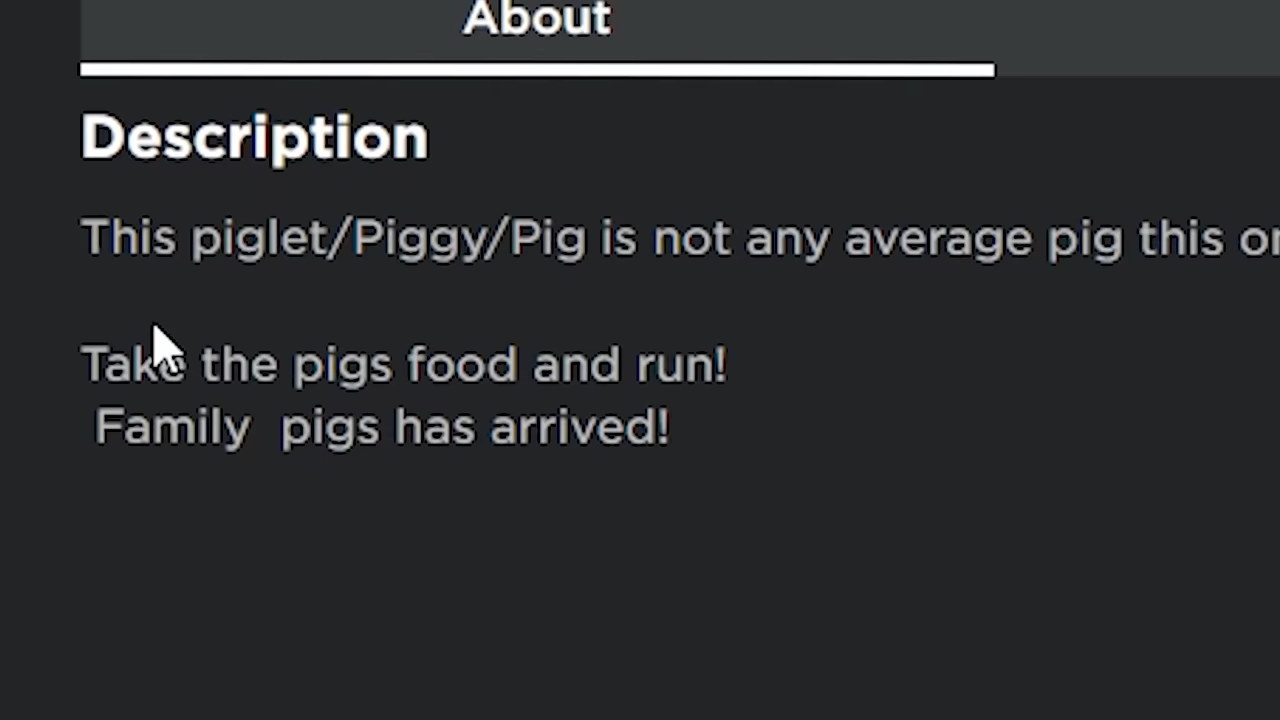 About
Description
This piglet/Piggy/Pig is not any average pig this
Take the pigs food and run!
Family  pigs has arrived!